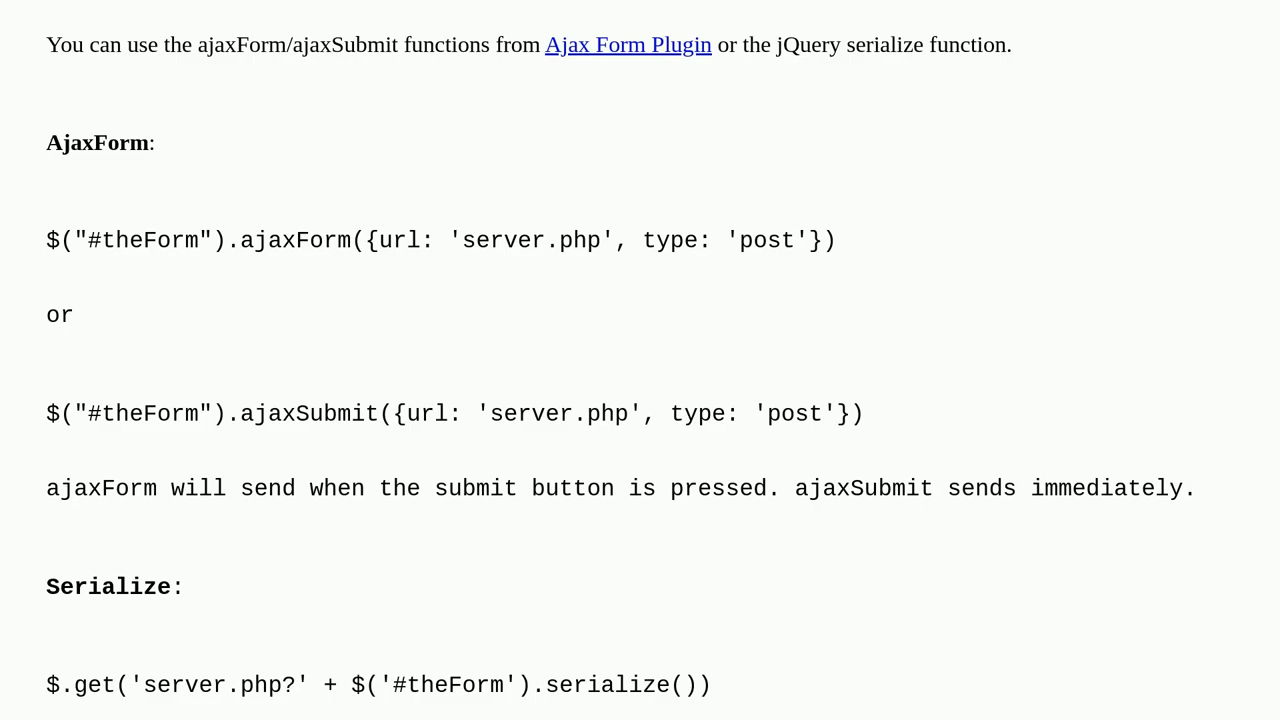 You can use the ajaxForm/ajaxSubmit functions from Ajax Form Plugin or the jQuery serialize function.
AjaxForm:
$("#theForm").ajaxForm({url: 'server.php', type: 'post'})
or
$("#theForm").ajaxSubmit({url: 'server.php', type: 'post'})
ajaxForm will send when the submit button is pressed. ajaxSubmit sends immediately.
Serialize:
$.get('server.php?' + $('#theForm').serialize())